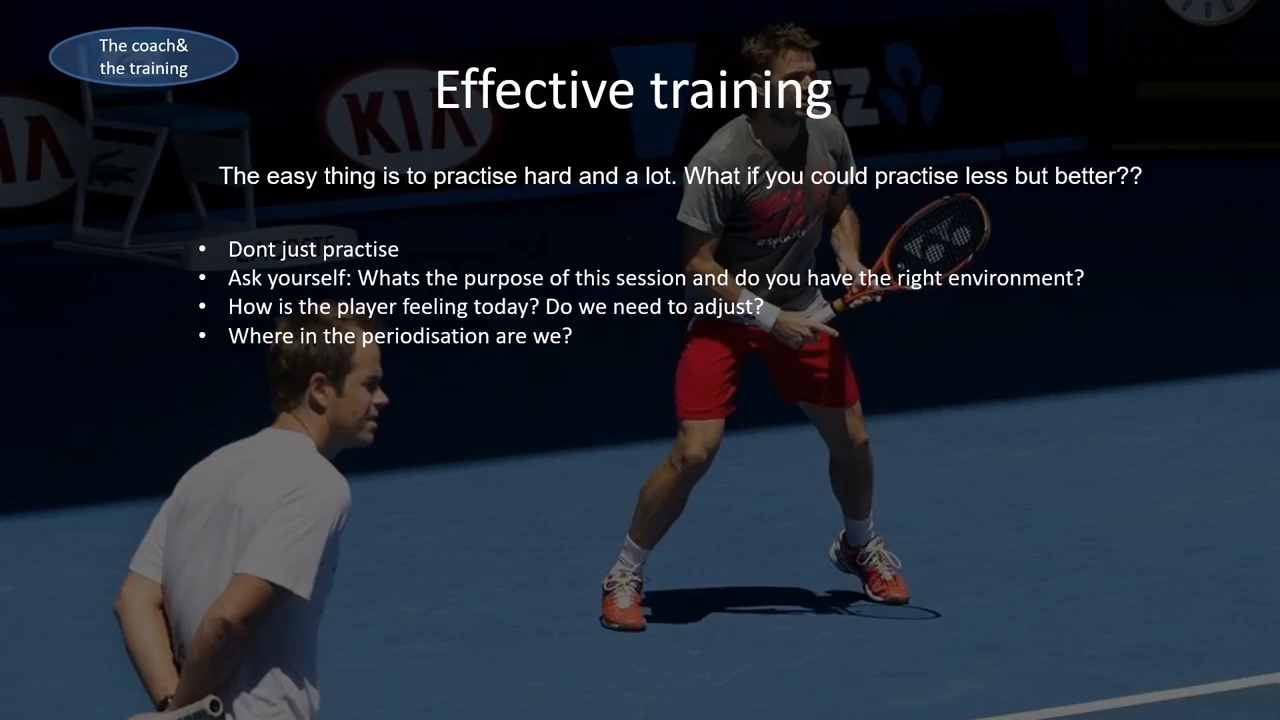 The coach&
the training
Effective training
The easy thing is to practise hard and a lot. What if you could practise less but better??
• Dont just practise
• Ask yourself: Whats the purpose of this session and do you have the right environment?
• How is the player feeling today? Do we need to adjust?
• Where in the periodisation are we?
KIA